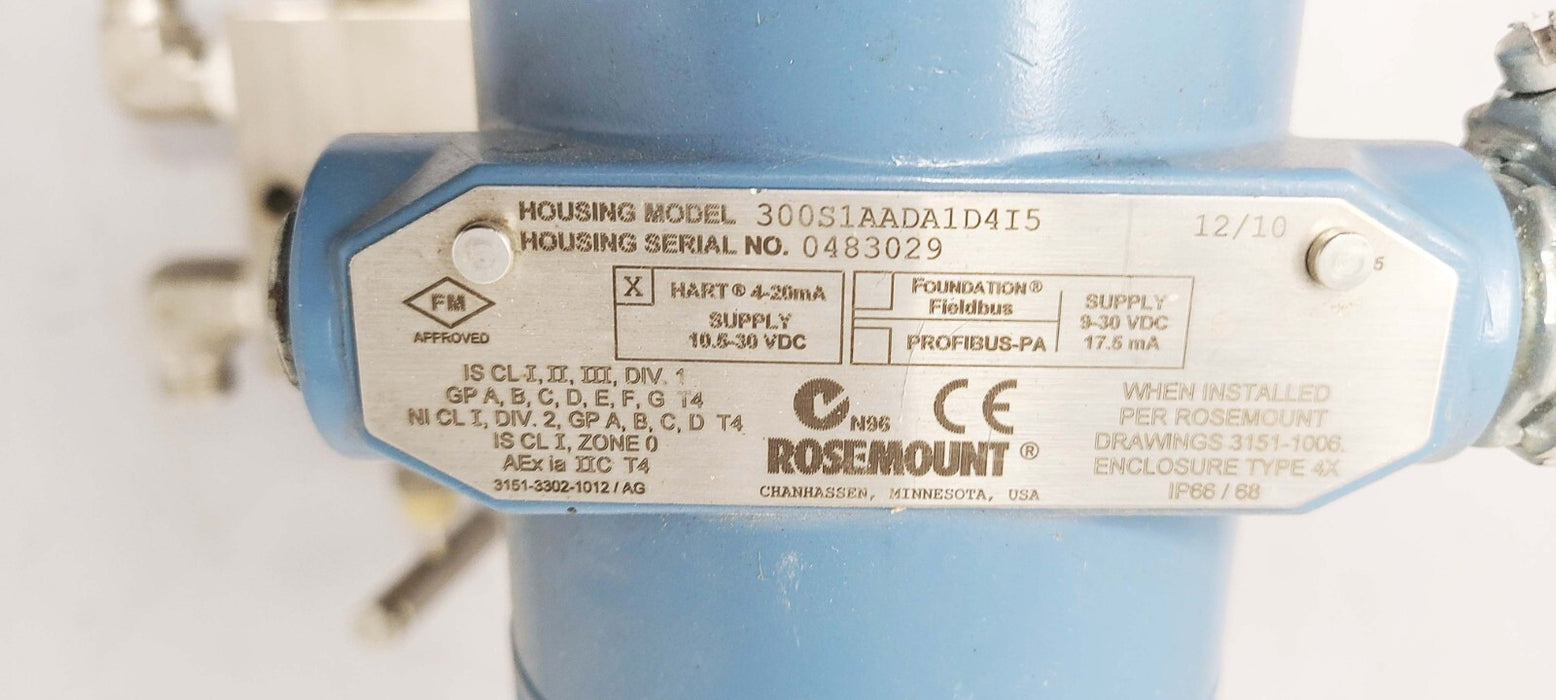 HOUSING MODEL 300S1AADA1D4I5 12/10
HOUSING SERIAL NO. 0483029
5
FM
APPROVED
X HART® 4-20mA
SUPPLY
10.5-30 VDC
FOUNDATION®
Fieldbus
PROFIBUS-PA
SUPPLY
9-30 VDC
17.5 mA
IS CL I, II, III, DIV. 1
GP A, B, C, D, E, F, G T4
NI CL I, DIV. 2, GP A, B, C, D T4
IS CL I, ZONE 0
AEx ia IIC T4
3151-3302-1012 / AG
N96
CE
ROSEMOUNT®
CHANHASSEN, MINNESOTA, USA
WHEN INSTALLED
PER ROSEMOUNT
DRAWINGS 3151-1006.
ENCLOSURE TYPE 4X
IP66 / 68